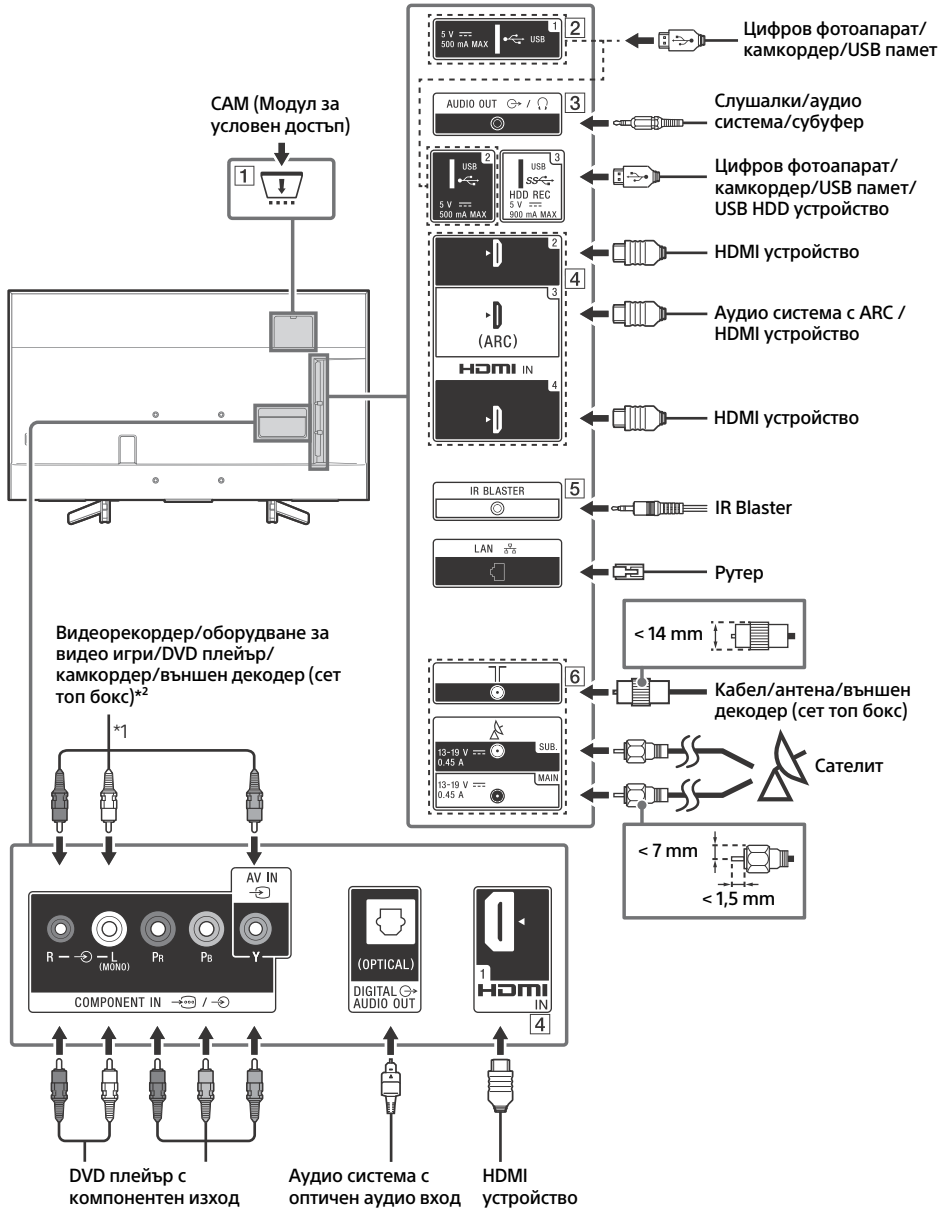 5 V
500 mA MAX
USB
1
2
Цифров фотоапарат/
камкордер/USB памет
CAM (Модул за
условен достъп)
1
AUDIO OUT /
3
Слушалки/аудио
система/субуфер
2
USB
5 V
500 mA MAX
3
USB
SS
HDD REC
5 V
900 mA MAX
Цифров фотоапарат/
камкордер/USB памет/
USB HDD устройство
2
HDMI устройство
4
3
(ARC)
HDMI IN
Аудио система с ARC /
HDMI устройство
4
HDMI устройство
IR BLASTER
5
IR Blaster
LAN
Рутер
< 14 mm
6
Кабел/антена/външен
декодер (сет топ бокс)
13-19 V
0.45 A
SUB.
13-19 V
0.45 A
MAIN
Сателит
< 7 mm
< 1,5 mm
Видеорекордер/оборудване за
видео игри/DVD плейър/
камкордер/външен декодер (сет
топ бокс)*2
*1
AV IN
R L
(MONO)
PR
PB
Y
COMPONENT IN /
(OPTICAL)
DIGITAL
AUDIO OUT
1
HDMI
IN
4
DVD плейър с
компонентен изход
Аудио система с
оптичен аудио вход
HDMI
устройство